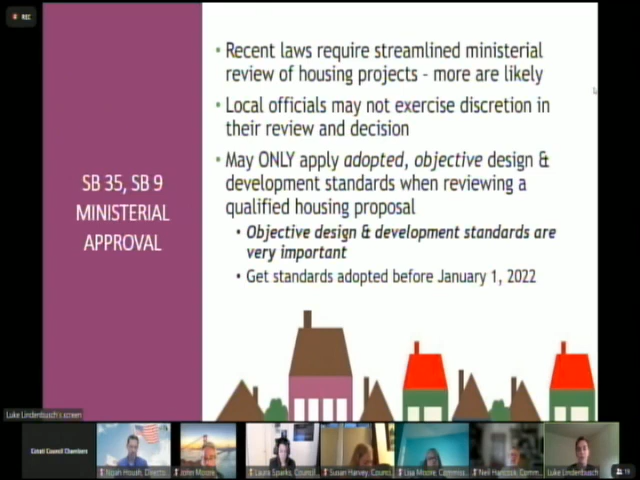 REC
• Recent laws require streamlined ministerial
review of housing projects – more are likely
• Local officials may not exercise discretion in
their review and decision
• May ONLY apply adopted, objective design &
development standards when reviewing a
qualified housing proposal
• Objective design & development standards are
very important
• Get standards adopted before January 1, 2022
SB 35, SB 9
MINISTERIAL
APPROVAL
Luke Lindenbusch's screen
Cotati Council Chambers
Noah Housh, Directo...
John Moore,
Laura Sparks, Council...
Susan Harvey, Counci...
Lisa Moore, Commiss...
Neil Hancock, Comm...
Luke Lindenbusch